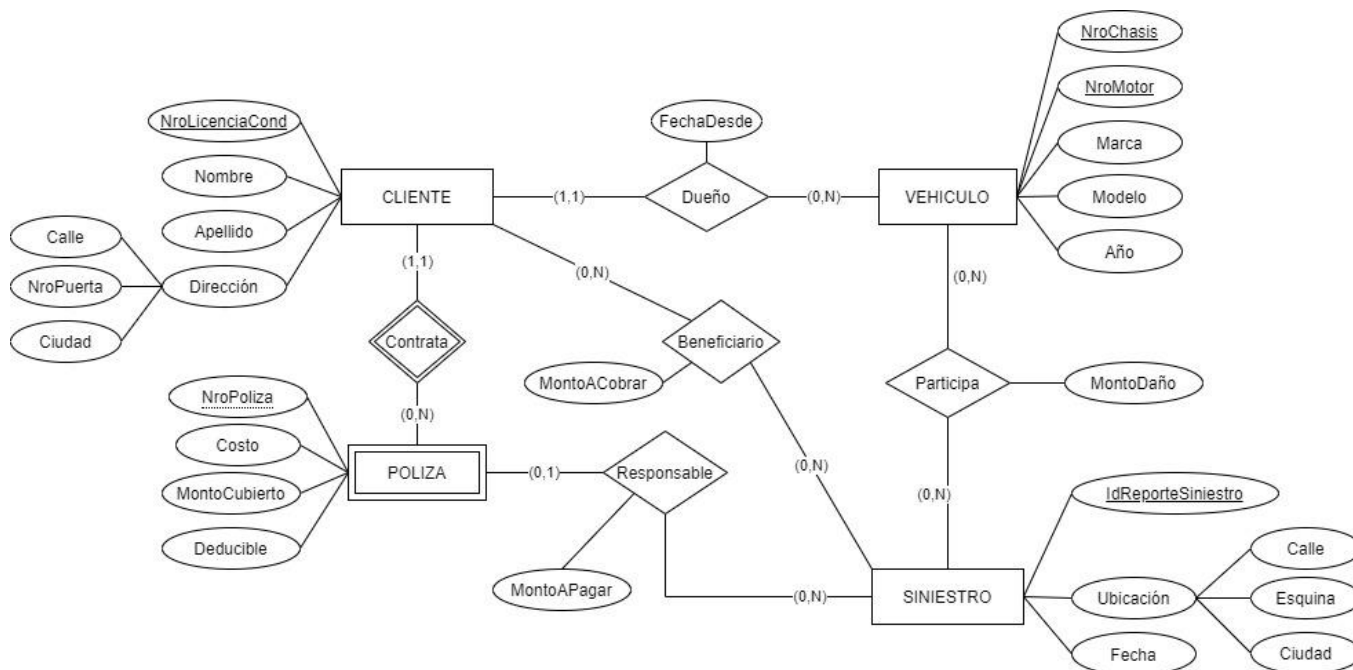 NroChasis
NroMotor
NroLicenciaCond
FechaDesde
Marca
Nombre
CLIENTE
(1,1)
Dueño
(0,N)
VEHICULO
Modelo
Apellido
Calle
Año
(1,1)
(0,N)
(0,N)
NroPuerta
Dirección
Ciudad
Contrata
Beneficiario
MontoACobrar
Participa
MontoDaño
NroPoliza
(0,N)
Costo
(0,N)
POLIZA
(0,1)
Responsable
MontoCubierto
(0,N)
IdReporteSiniestro
Deducible
Calle
MontoAPagar
(0,N)
SINIESTRO
Ubicación
Esquina
Fecha
Ciudad